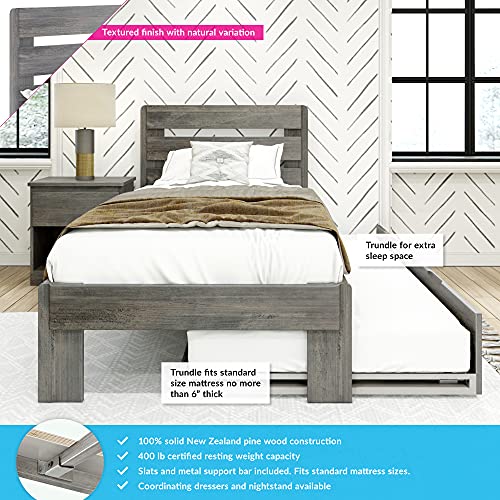 Textured finish with natural variation
Trundle for extra
sleep space
Trundle fits standard
size mattress no more
than 6" thick
100% solid New Zealand pine wood construction
400 lb certified resting weight capacity
Slats and metal support bar included. Fits standard mattress sizes.
Coordinating dressers and nightstand available